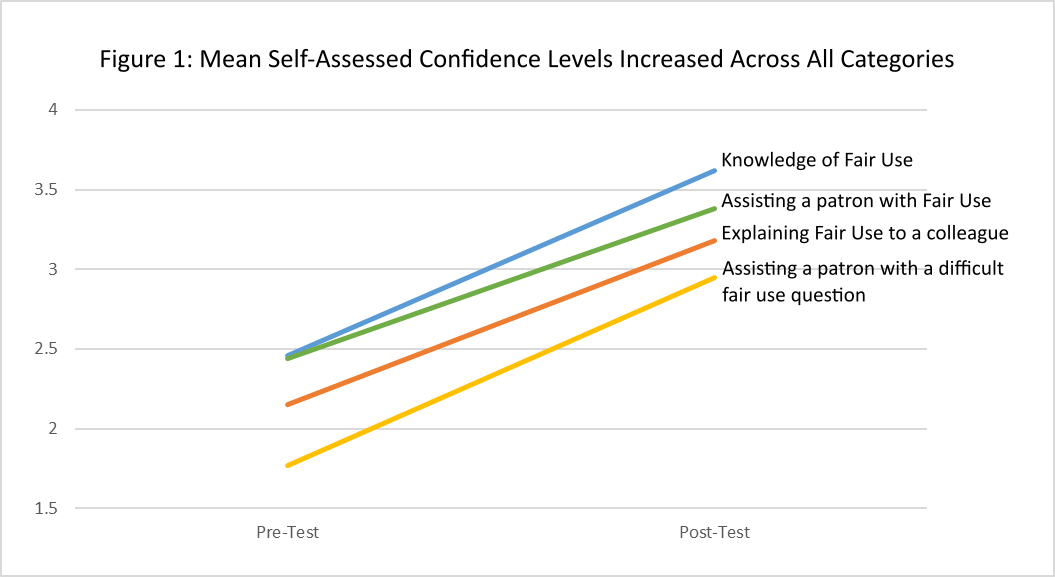 Figure 1: Mean Self-Assessed Confidence Levels Increased Across All Categories
4
3.5
3
2.5
2
1.5
Knowledge of Fair Use
Assisting a patron with Fair Use
Explaining Fair Use to a colleague
Assisting a patron with a difficult
fair use question
Pre-Test
Post-Test